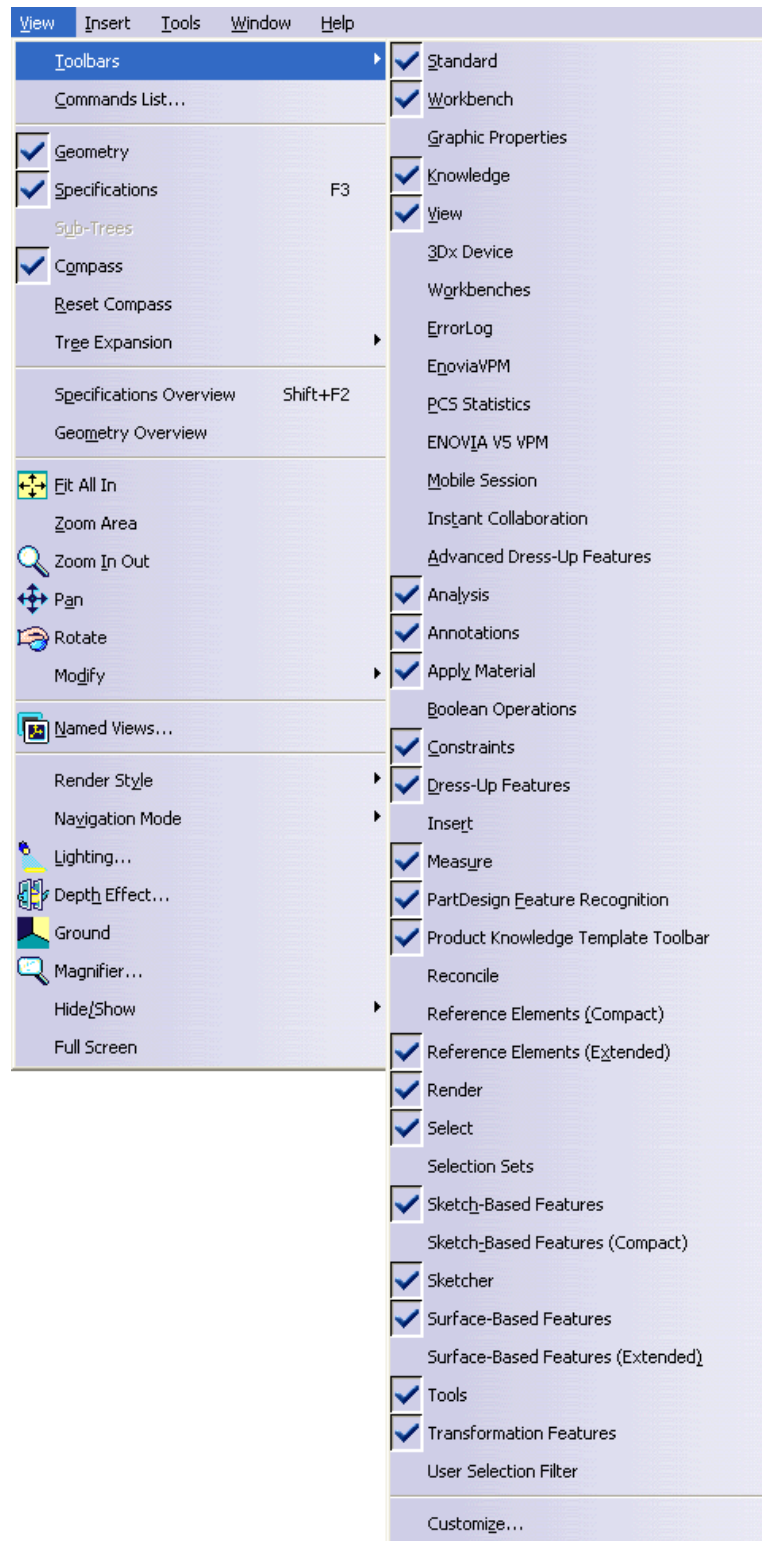 View Insert Tools Window Help
Toolbars
Commands List...
Geometry
Specifications F3
Sub-Trees
Compass
Reset Compass
Tree Expansion
Specifications Overview Shift+F2
Geometry Overview
Fit All In
Zoom Area
Zoom In Out
Pan
Rotate
Modify
Named Views...
Render Style
Navigation Mode
Lighting...
Depth Effect...
Ground
Magnifier...
Hide/Show
Full Screen
Standard
Workbench
Graphic Properties
Knowledge
View
3Dx Device
Workbenches
ErrorLog
EnoviaVPM
PCS Statistics
ENOVIA V5 VPM
Mobile Session
Instant Collaboration
Advanced Dress-Up Features
Analysis
Annotations
Apply Material
Boolean Operations
Constraints
Dress-Up Features
Insert
Measure
PartDesign Feature Recognition
Product Knowledge Template Toolbar
Reconcile
Reference Elements (Compact)
Reference Elements (Extended)
Render
Select
Selection Sets
Sketch-Based Features
Sketch-Based Features (Compact)
Sketcher
Surface-Based Features
Surface-Based Features (Extended)
Tools
Transformation Features
User Selection Filter
Customize...